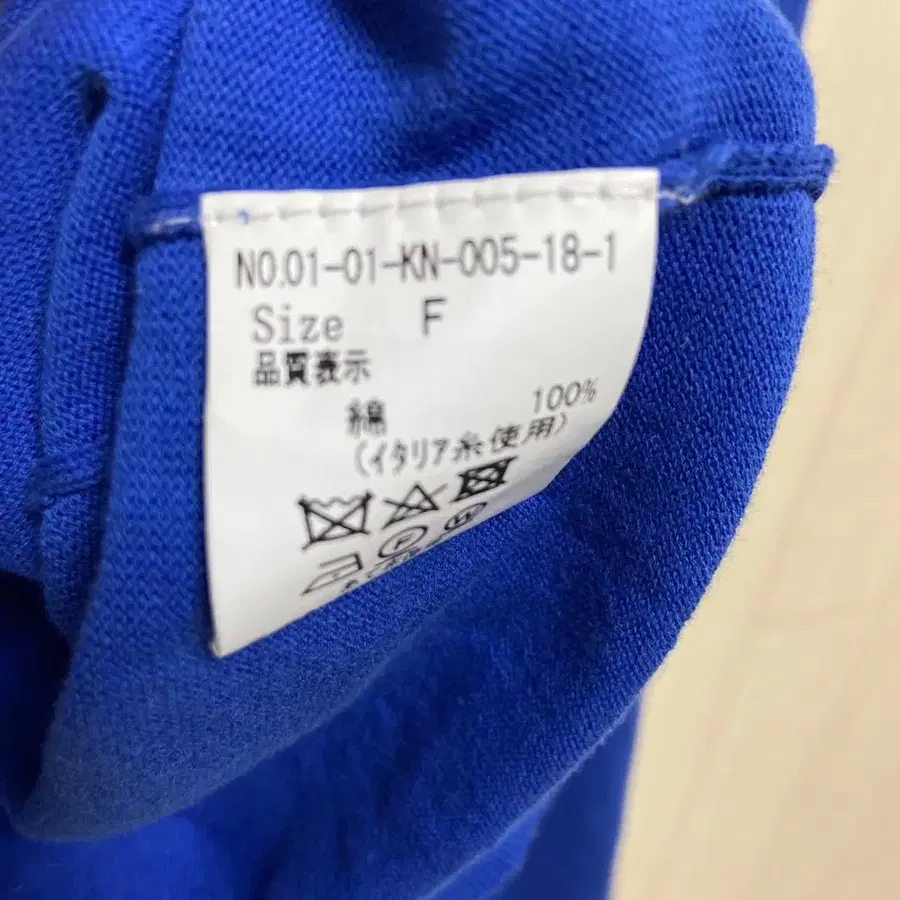 NO.01-01-KN-005-18-1
Size F
品質表示
綿 100%
(イタリア糸使用)
P W